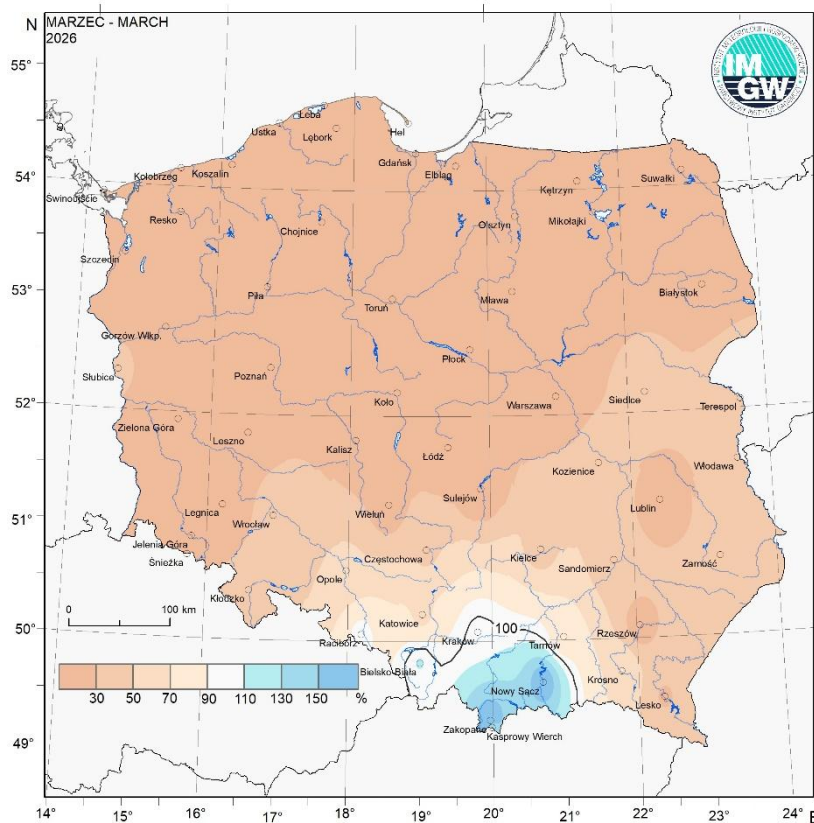 MARZEC - MARCH
2026
N
IMGW
55°
Łeba
Ustka
Lębork
Hel
Gdańsk
Elbląg
Suwałki
Kołobrzeg
Koszalin
54°
Kętrzyn
Świnoujście
Resko
Chojnice
Olsztyn
Mikołajki
Szczecin
53°
Piła
Toruń
Mława
Białystok
Gorzów Wlkp.
Płock
Słubice
Poznań
52°
Koło
Warszawa
Siedlce
Terespol
Zielona Góra
Leszno
Kalisz
Łódź
Kozienice
Włodawa
Sulejów
Legnica
Wrocław
Wieluń
Lublin
51°
Jelenia Góra
Śnieżka
Częstochowa
Kielce
Sandomierz
Zamość
Opole
Kłodzko
0 100 km
Katowice
50°
Racibórz
Kraków
100
Tarnów
Rzeszów
Bielsko-Biała
Krosno
Nowy Sącz
30 50 70 90 110 130 150 %
Lesko
Zakopane
Kasprowy Wierch
49°
14° 15° 16° 17° 18° 19° 20° 21° 22° 23° 24° E